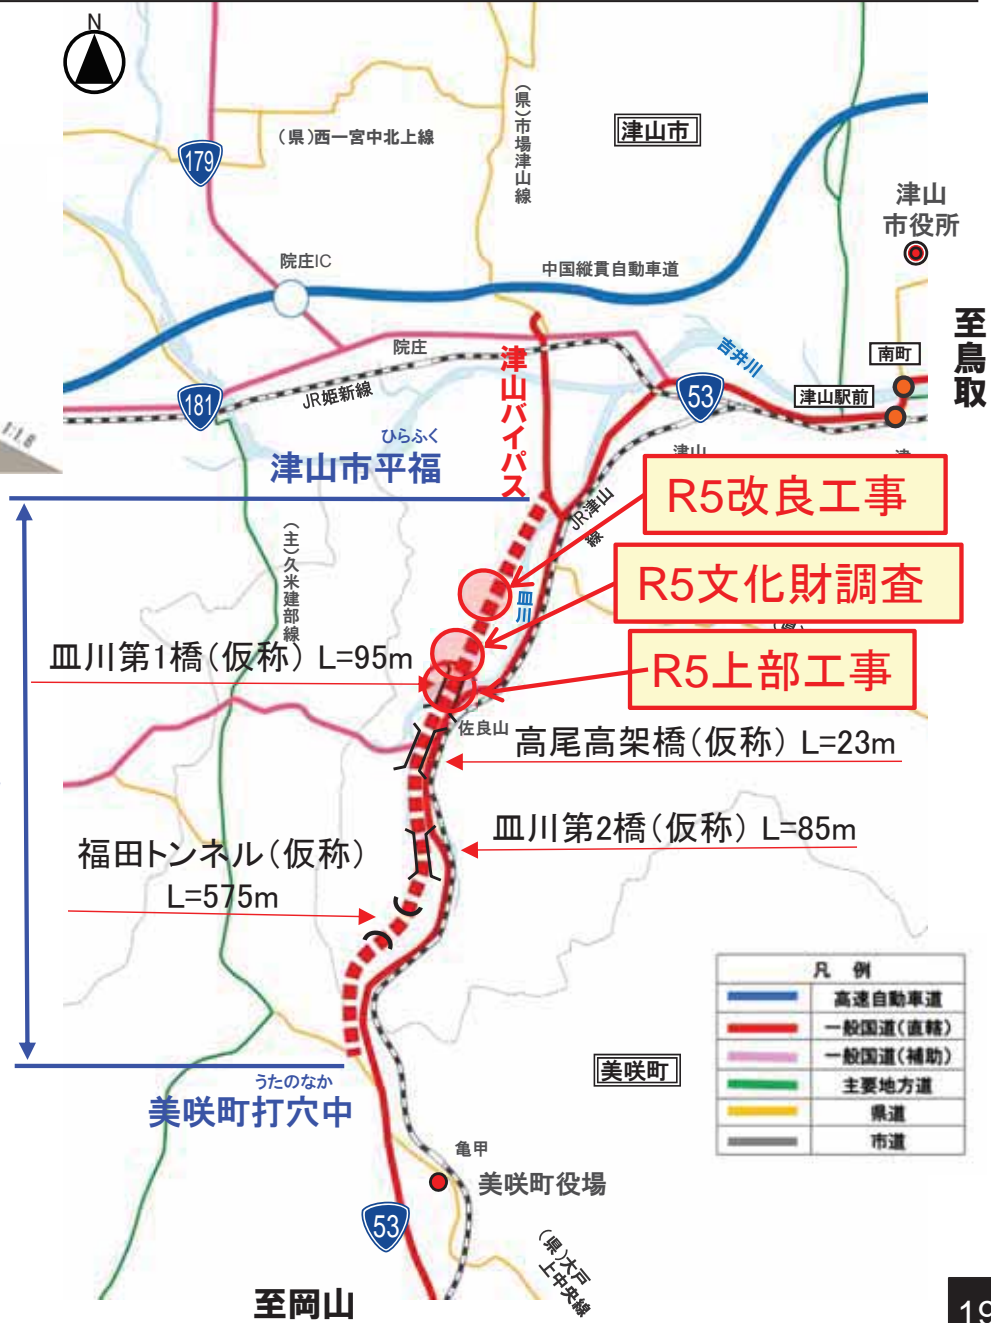 N
(県)西一宮中北上線
(県)市場津山線
津山市
179
津山
市役所
院庄IC
中国縦貫自動車道
至鳥取
院庄
吉井川
南町
津山バイパス
JR姫新線
181
53
津山駅前
1:1.8
ひらふく
津山市平福
津山
R5改良工事
JR津山線
(主)久米建部線
R5文化財調査
皿川
皿川第1橋(仮称) L=95m
R5上部工事
佐良山
高尾高架橋(仮称) L=23m
皿川第2橋(仮称) L=85m
福田トンネル(仮称)
L=575m
凡 例
高速自動車道
一般国道(直轄)
一般国道(補助)
主要地方道
県道
市道
美咲町
うたのなか
美咲町打穴中
亀甲
美咲町役場
53
(県)大戸
上中央線
至岡山
19